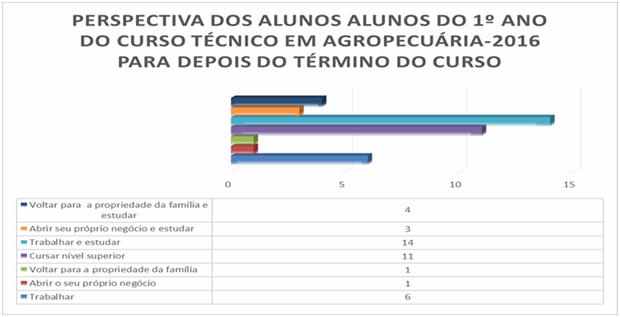 PERSPECTIVA DOS ALUNOS ALUNOS DO 1º ANO
DO CURSO TÉCNICO EM AGROPECUÁRIA-2016
PARA DEPOIS DO TÉRMINO DO CURSO
0 5 10 15
Voltar para a propriedade da família e
estudar 4
Abrir seu próprio negócio e estudar 3
Trabalhar e estudar 14
Cursar nível superior 11
Voltar para a propriedade da família 1
Abrir o seu próprio negócio 1
Trabalhar 6